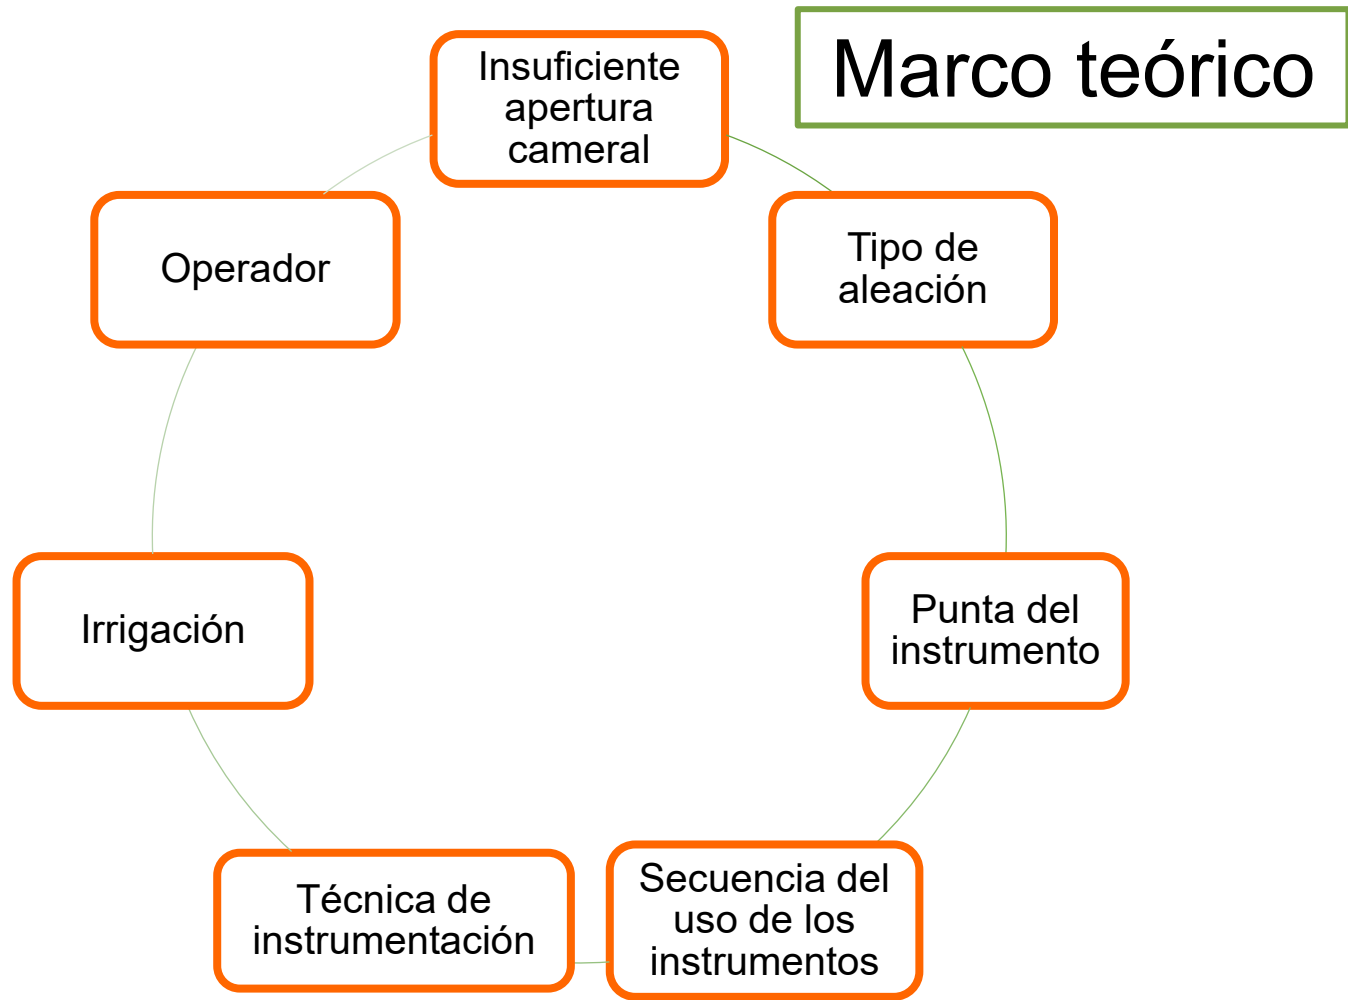 Marco teórico
Insuficiente
apertura
cameral
Tipo de
aleación
Punta del
instrumento
Secuencia del
uso de los
instrumentos
Técnica de
instrumentación
Irrigación
Operador